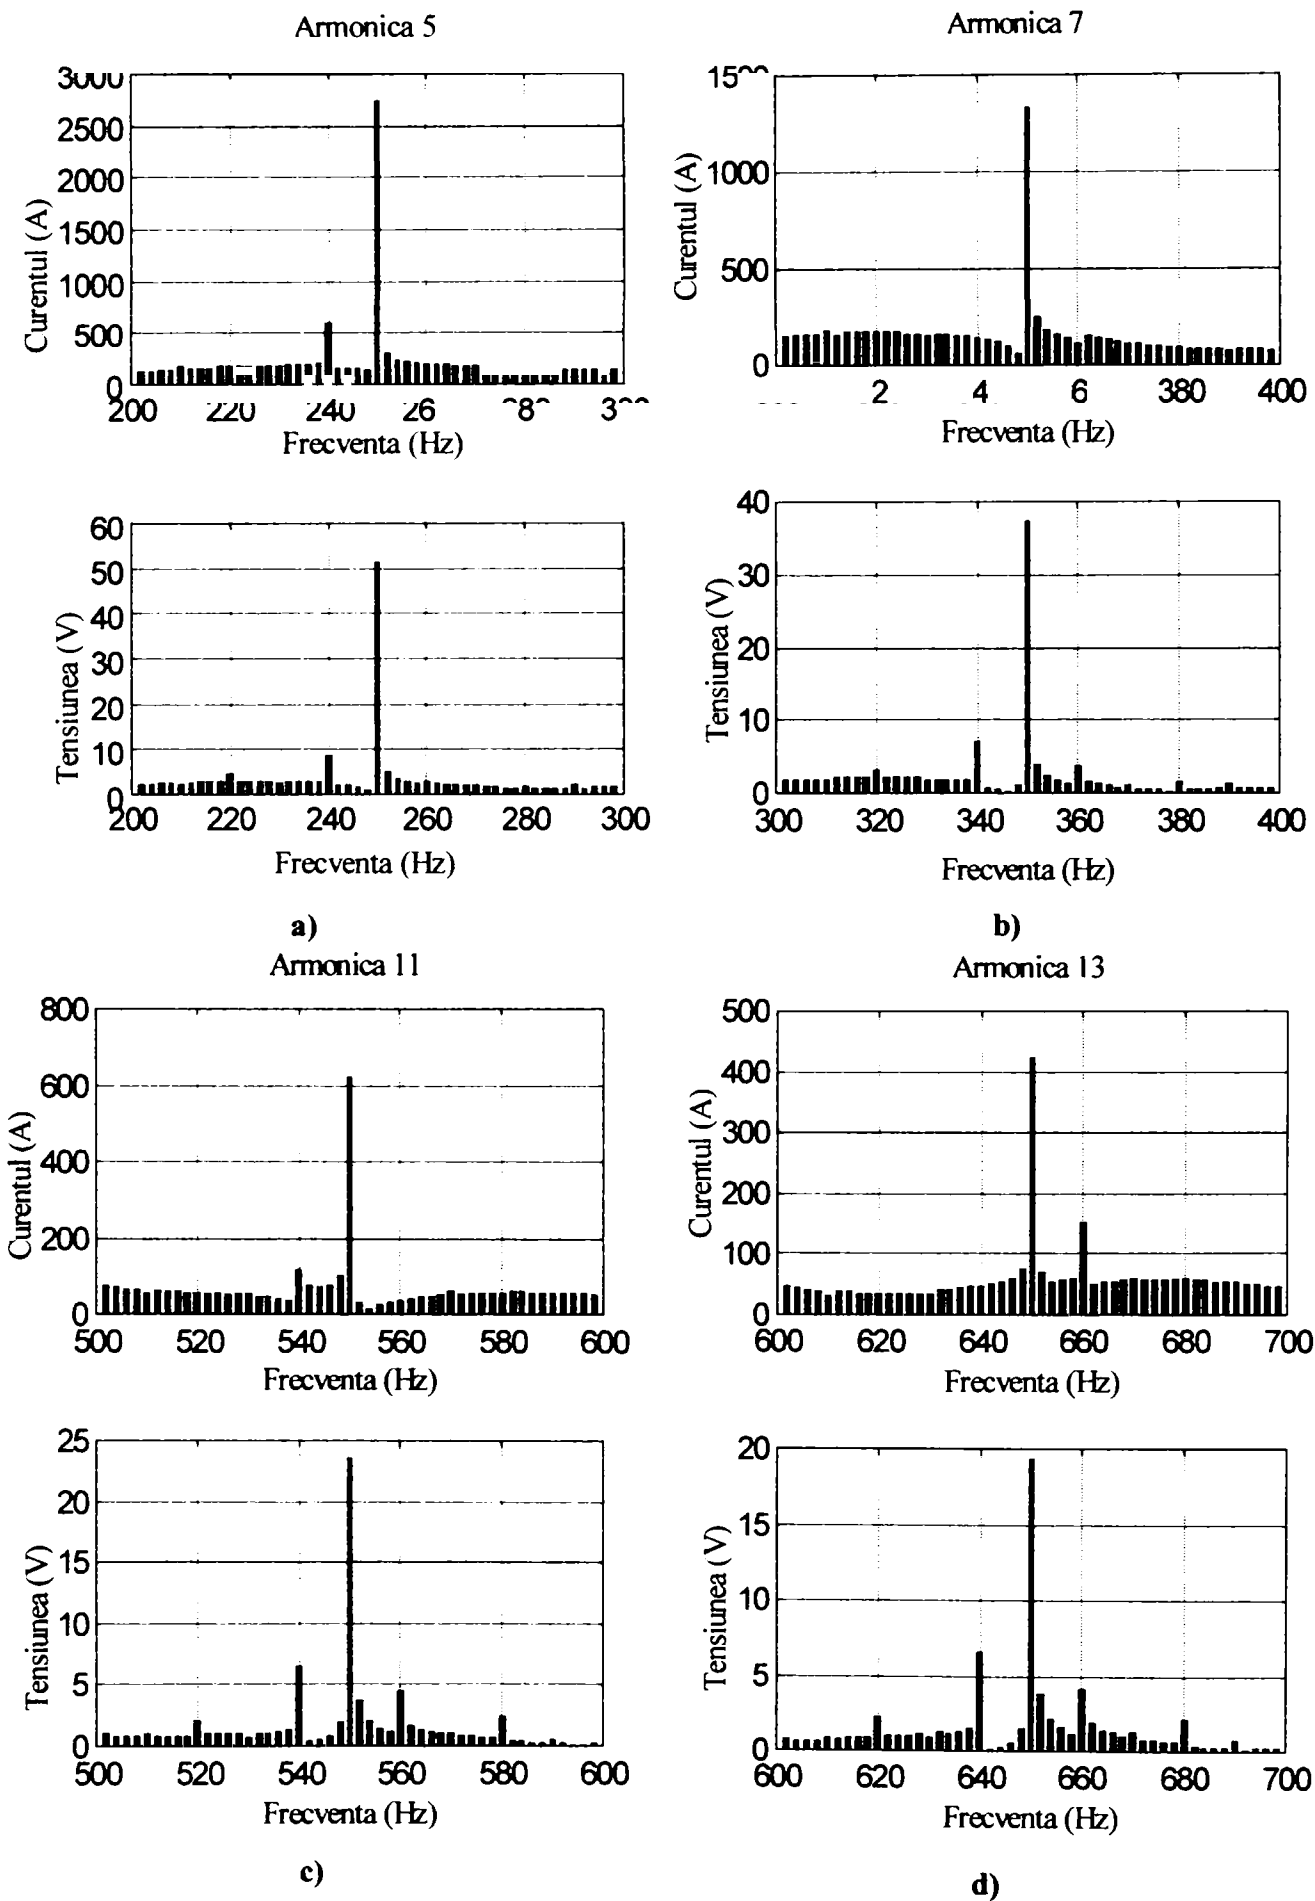 Armonica 5
3000
2500
2000
1500
1000
500
0
Curentul (A)
200 220 240 26 28
Frecventa (Hz)
Armonica 7
1000
500
0
Curentul (A)
2 4 6 380 400
Frecventa (Hz)
60
50
40
30
20
10
0
Tensiunea (V)
200 220 240 260 280 300
Frecventa (Hz)
a)
40
30
20
10
0
Tensiunea (V)
300 320 340 360 380 400
Frecventa (Hz)
b)
Armonica 11
800
600
400
200
0
Curentul (A)
500 520 540 560 580 600
Frecventa (Hz)
Armonica 13
500
400
300
200
100
0
Curentul (A)
600 620 640 660 680 700
Frecventa (Hz)
25
20
15
10
5
0
Tensiunea (V)
500 520 540 560 580 600
Frecventa (Hz)
c)
20
15
10
5
0
Tensiunea (V)
600 620 640 660 680 700
Frecventa (Hz)
d)